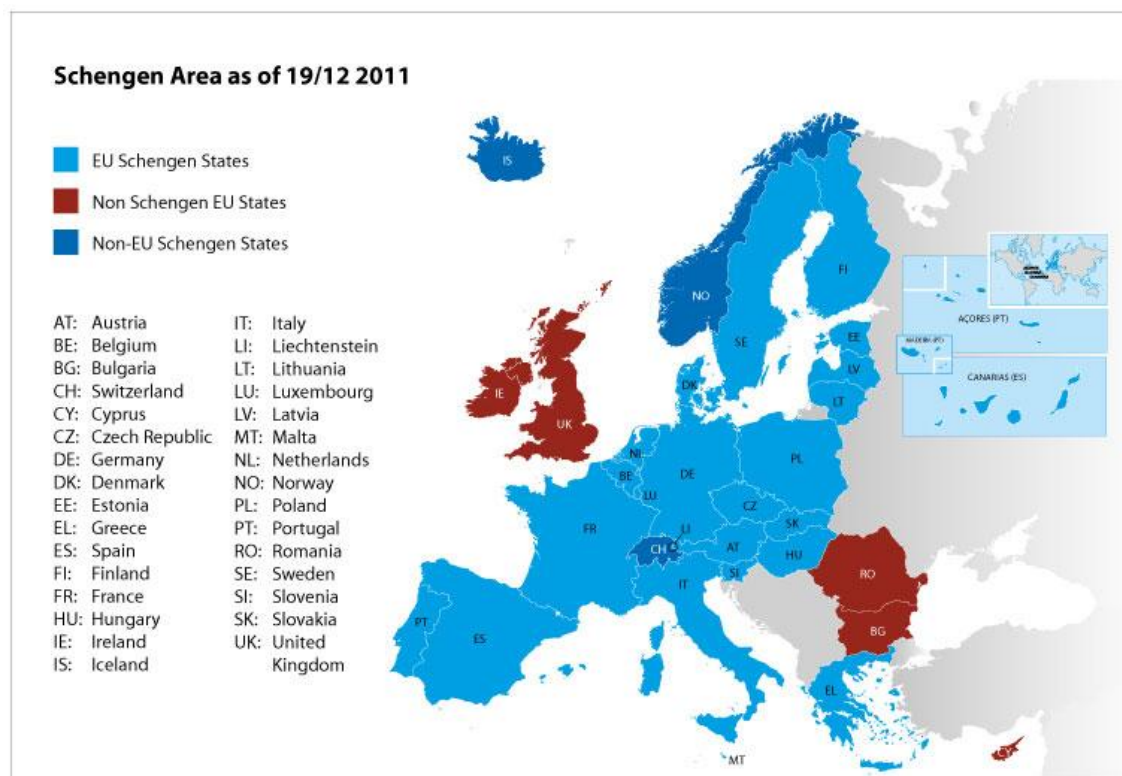 Schengen Area as of 19/12 2011
EU Schengen States
Non Schengen EU States
Non-EU Schengen States
AT: Austria
BE: Belgium
BG: Bulgaria
CH: Switzerland
CY: Cyprus
CZ: Czech Republic
DE: Germany
DK: Denmark
EE: Estonia
EL: Greece
ES: Spain
FI: Finland
FR: France
HU: Hungary
IE: Ireland
IS: Iceland
IT: Italy
LI: Liechtenstein
LT: Lithuania
LU: Luxembourg
LV: Latvia
MT: Malta
NL: Netherlands
NO: Norway
PL: Poland
PT: Portugal
RO: Romania
SE: Sweden
SI: Slovenia
SK: Slovakia
UK: United
Kingdom
IS
FI
NO
SE
EE
LV
LT
DK
IE
UK
NL
BE
DE
PL
LU
CZ
SK
FR
LI
CH
AT
HU
SI
IT
RO
BG
PT
ES
EL
MT
CY
AÇORES (PT)
MADEIRA (PT)
CANARIAS (ES)